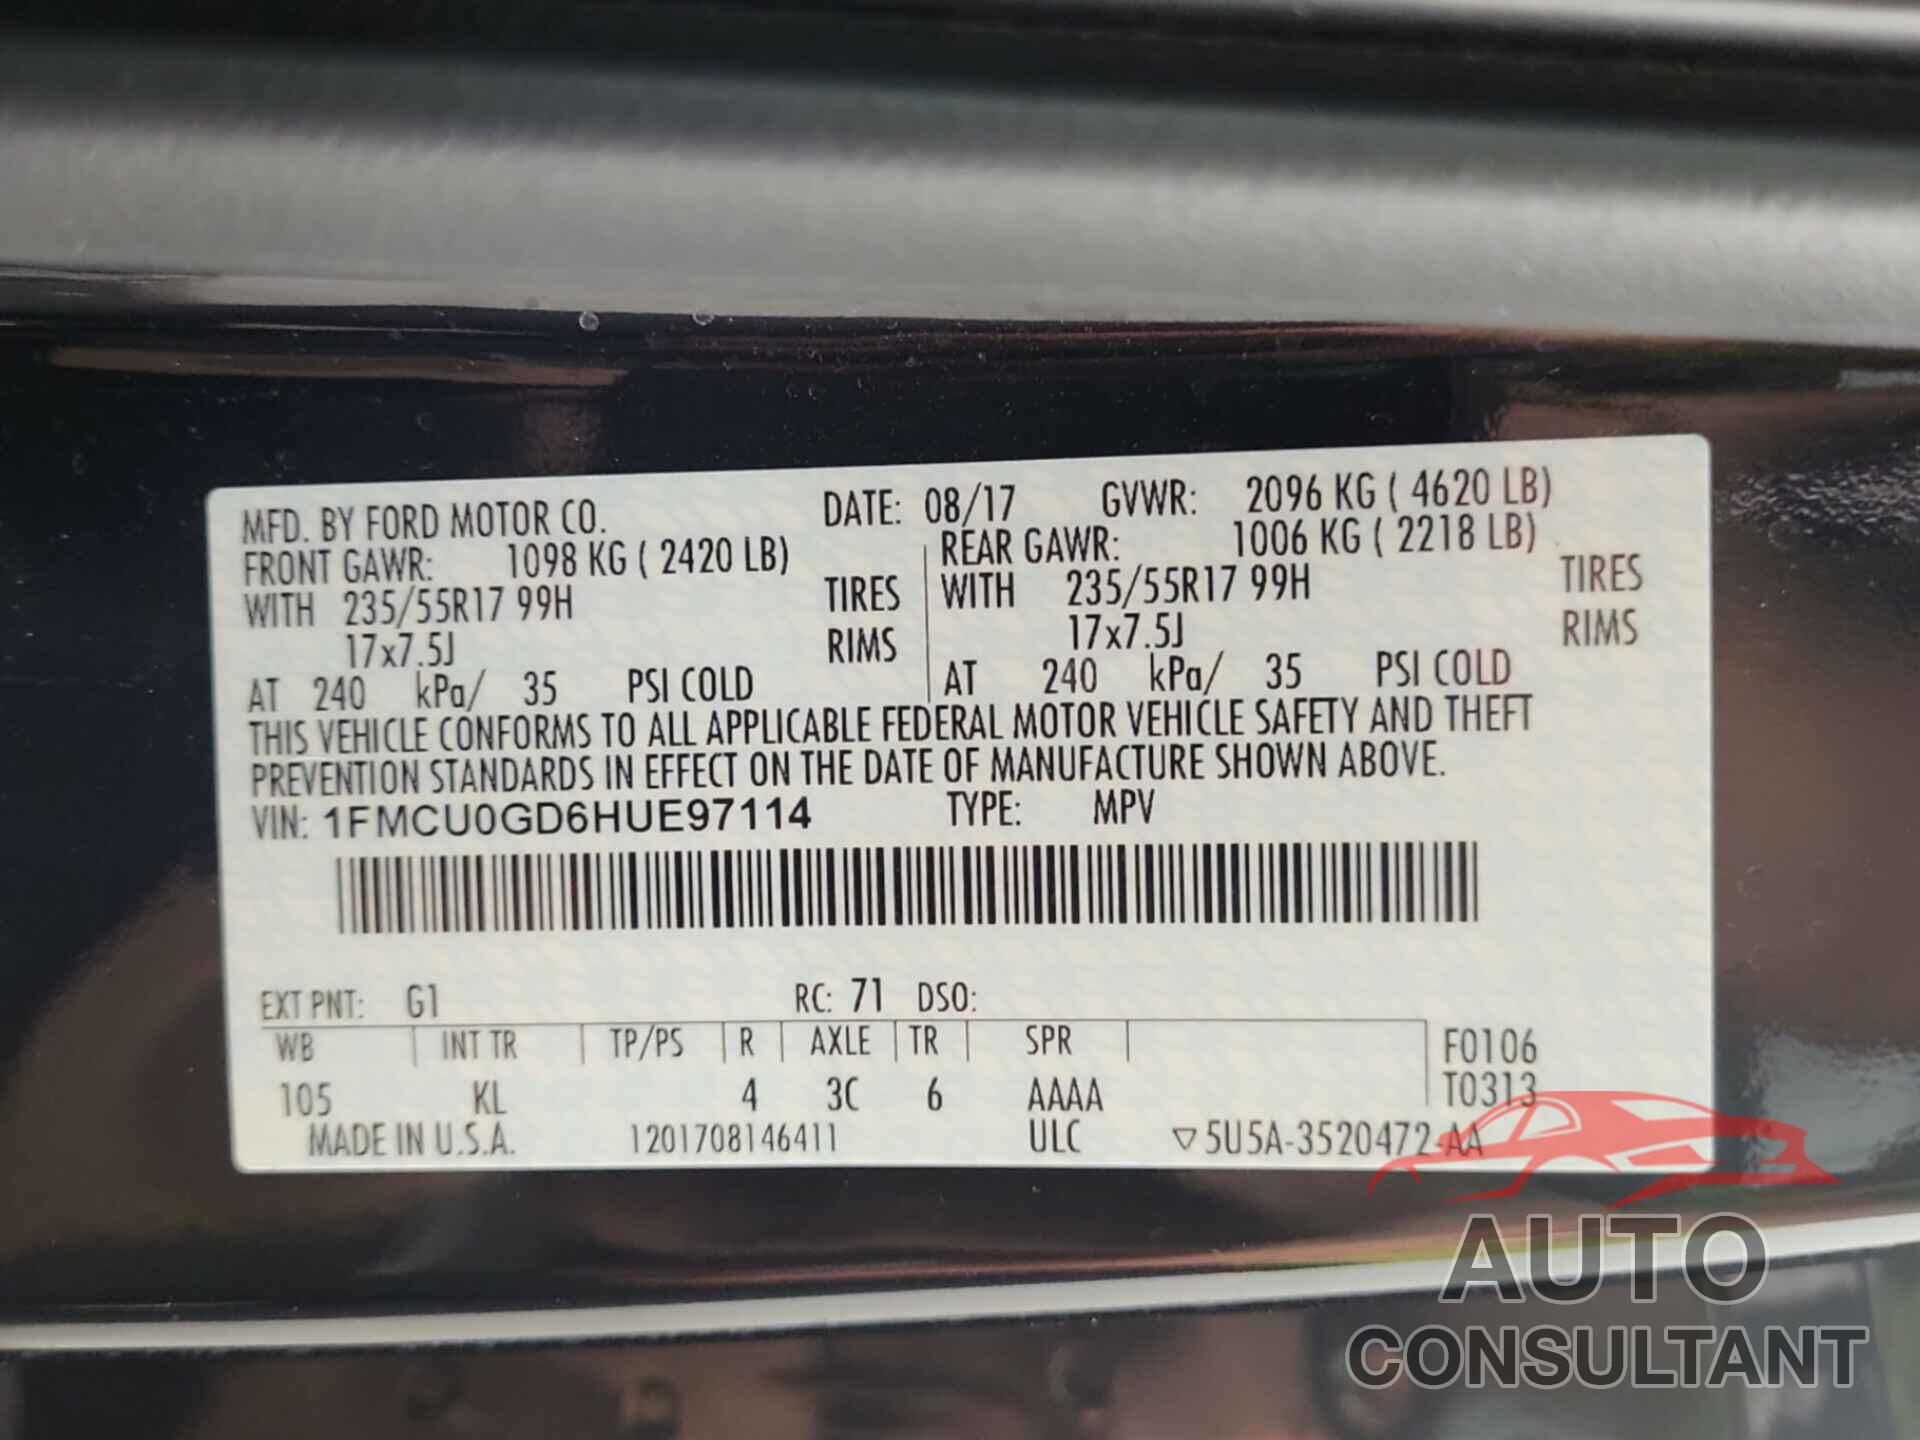 MFD. BY FORD MOTOR CO. DATE: 08/17 GVWR: 2096 KG ( 4620 LB)
FRONT GAWR: 1098 KG ( 2420 LB) REAR GAWR: 1006 KG ( 2218 LB)
WITH 235/55R17 99H TIRES WITH 235/55R17 99H TIRES
17x7.5J RIMS 17x7.5J RIMS
AT 240 kPa/ 35 PSI COLD AT 240 kPa/ 35 PSI COLD
THIS VEHICLE CONFORMS TO ALL APPLICABLE FEDERAL MOTOR VEHICLE SAFETY AND THEFT
PREVENTION STANDARDS IN EFFECT ON THE DATE OF MANUFACTURE SHOWN ABOVE.
VIN: 1FMCU0GD6HUE97114 TYPE: MPV
EXT PNT: G1 RC: 71 DSO:
WB INT TR TP/PS R AXLE TR SPR F0106
105 KL 4 3C 6 AAAA T0313
MADE IN U.S.A. 1201708146411 ULC ▽5U5A-3520472-AA
AUTO
CONSULTANT